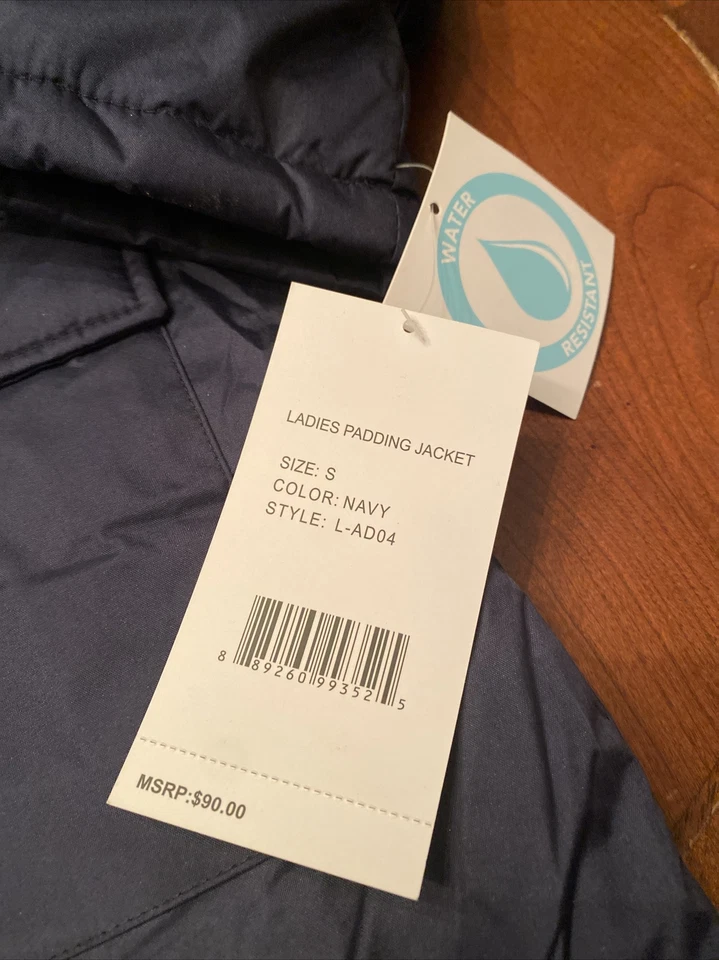 WATER
RESISTANT
LADIES PADDING JACKET
SIZE: S
COLOR: NAVY
STYLE: L-AD04
8 89260 99352 5
MSRP:$90.00